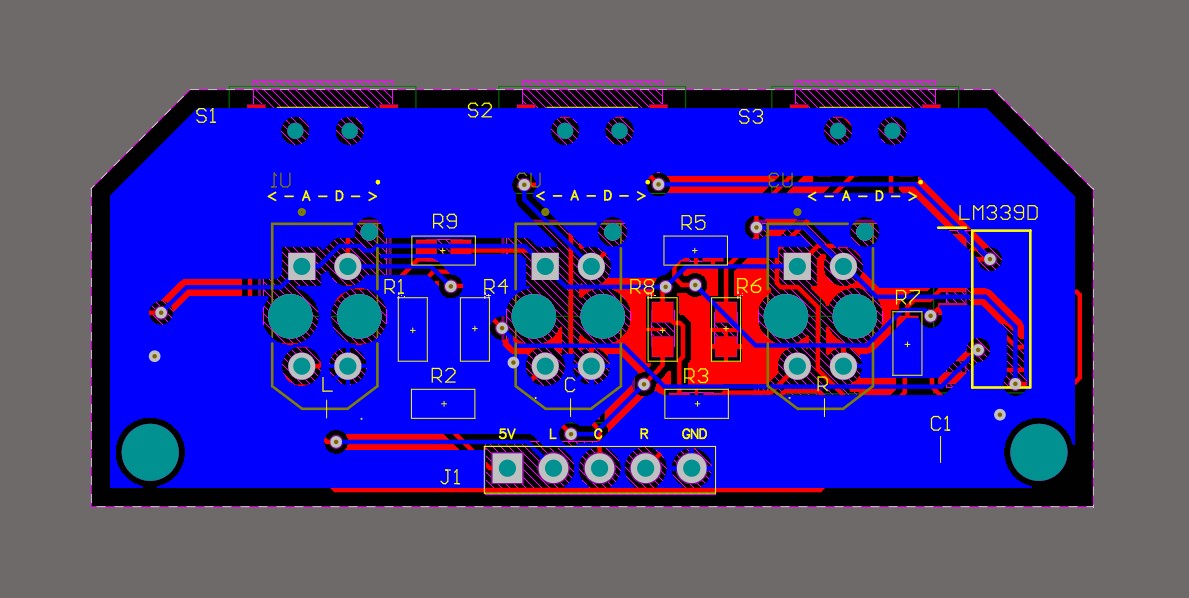 S1
S2
S3
U1
U2
U3
< - A - D - >
< - A - D - >
< - A - D - >
LM339D
R9
R5
R1
R4
R8
R6
R7
R2
R3
L
C
R
C1
5V L C R GND
J1